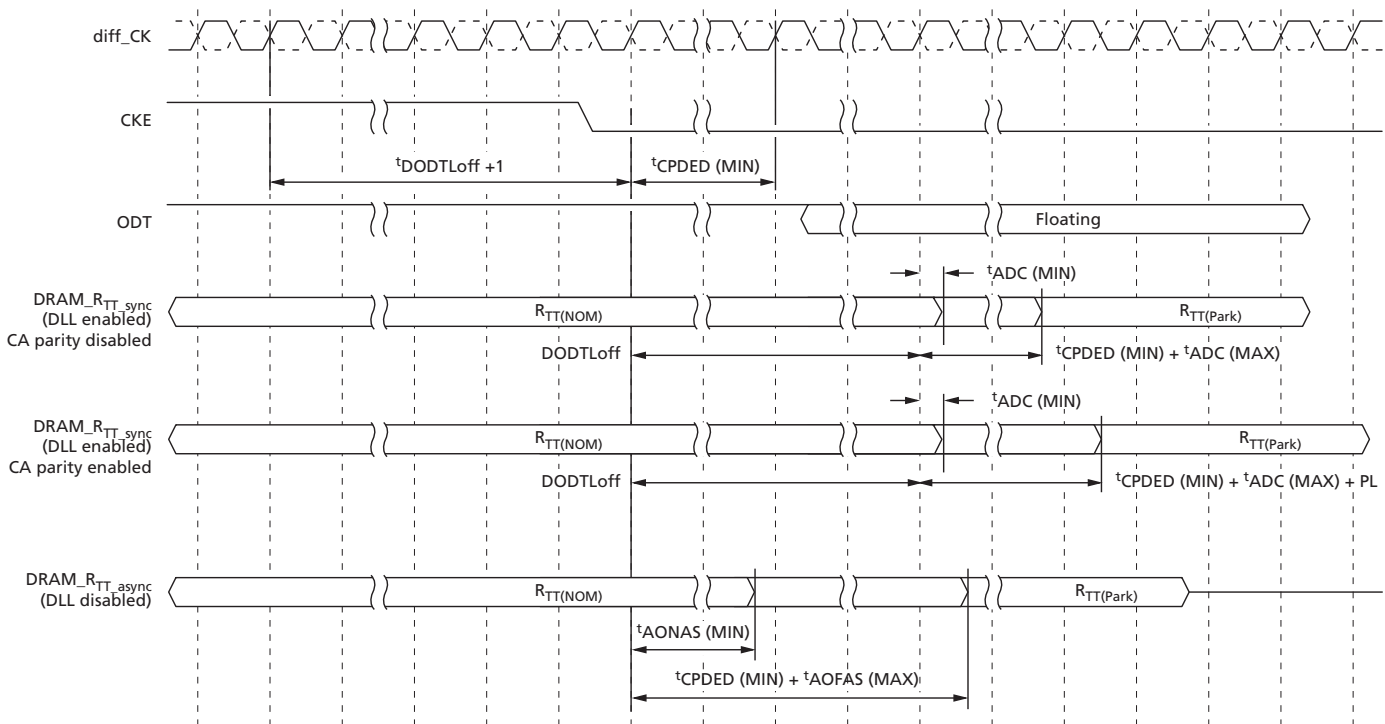 diff_CK
CKE
tDODTLoff +1
tCPDED (MIN)
ODT
Floating
tADC (MIN)
DRAM_RTT_sync
(DLL enabled)
CA parity disabled
RTT(NOM)
RTT(Park)
DODTLoff
tCPDED (MIN) + tADC (MAX)
tADC (MIN)
DRAM_RTT_sync
(DLL enabled)
CA parity enabled
RTT(NOM)
RTT(Park)
DODTLoff
tCPDED (MIN) + tADC (MAX) + PL
DRAM_RTT_async
(DLL disabled)
RTT(NOM)
RTT(Park)
tAONAS (MIN)
tCPDED (MIN) + tAOFAS (MAX)